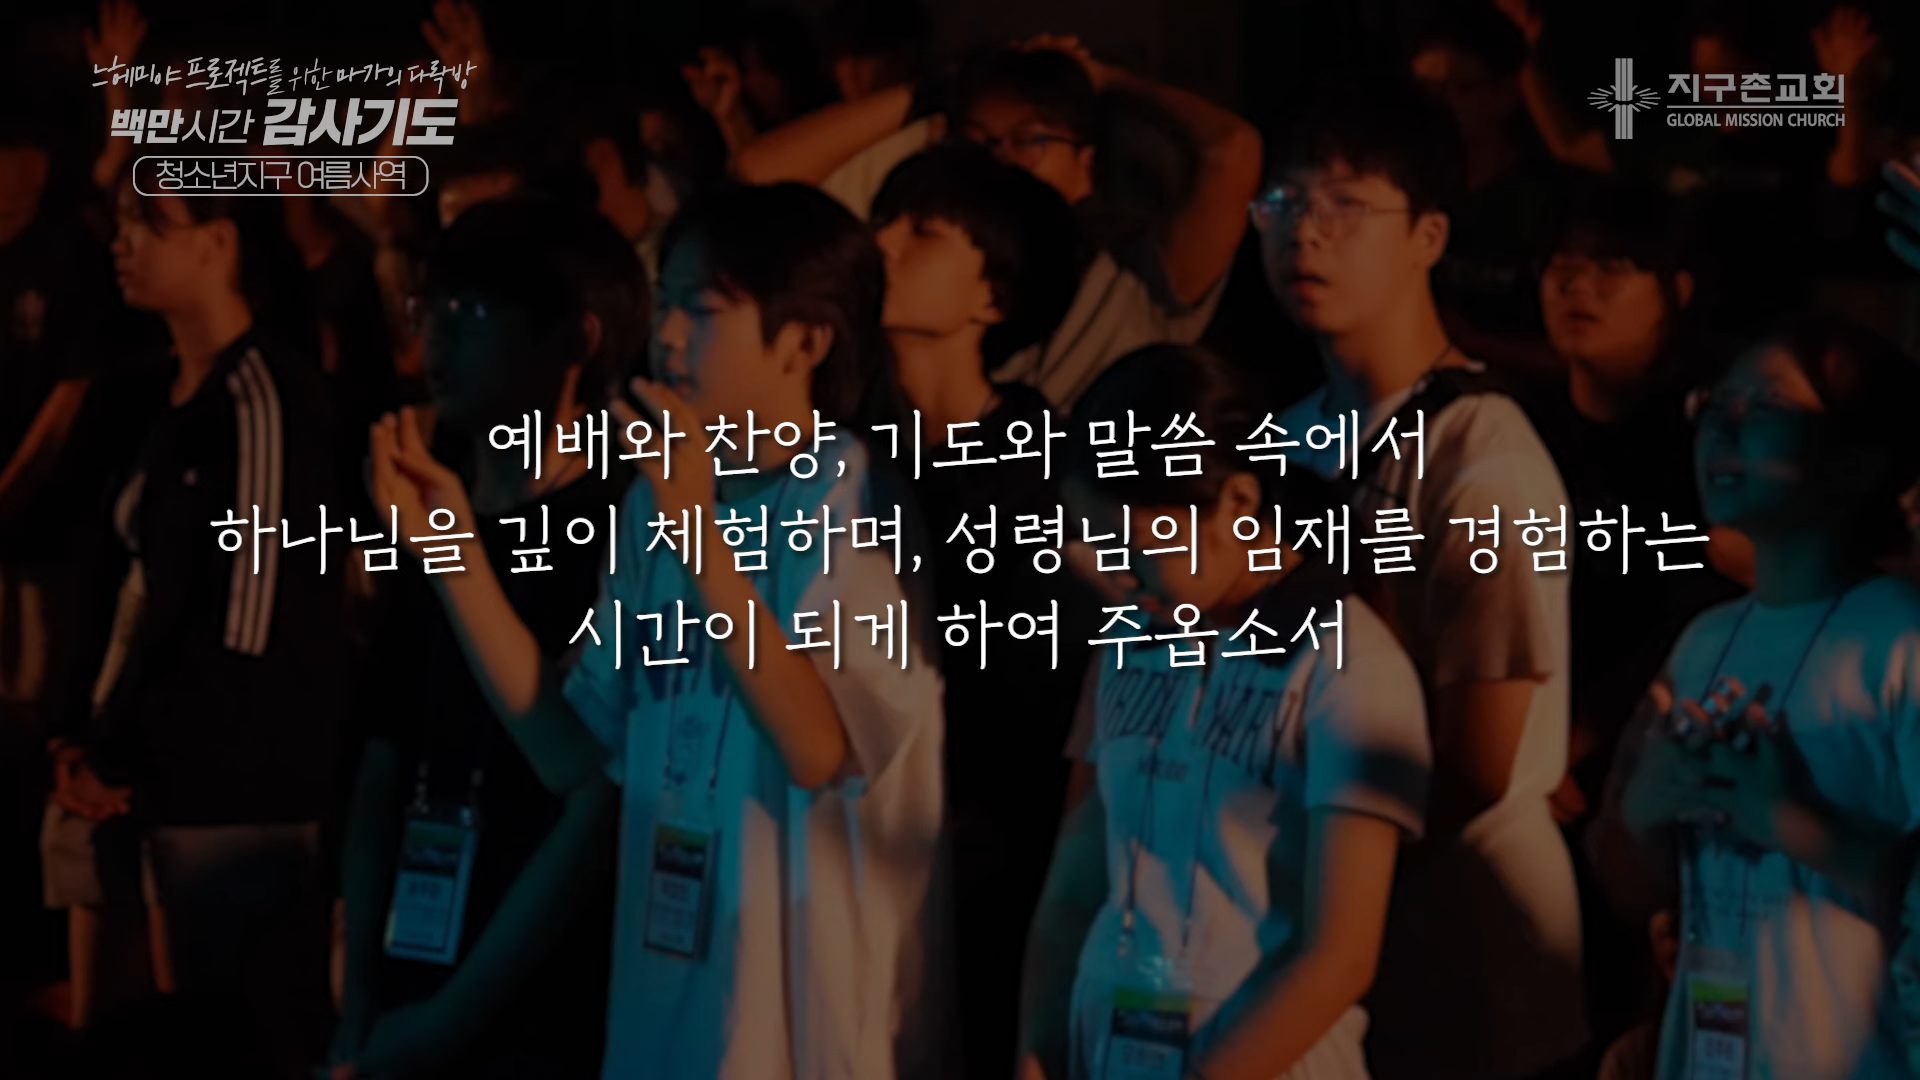 느헤미야 프로젝트를 위한 마가의 다락방
백만시간 감사기도
청소년지구 여름사역
지구촌교회
GLOBAL MISSION CHURCH
예배와 찬양, 기도와 말씀 속에서
하나님을 깊이 체험하며, 성령님의 임재를 경험하는
시간이 되게 하여 주옵소서